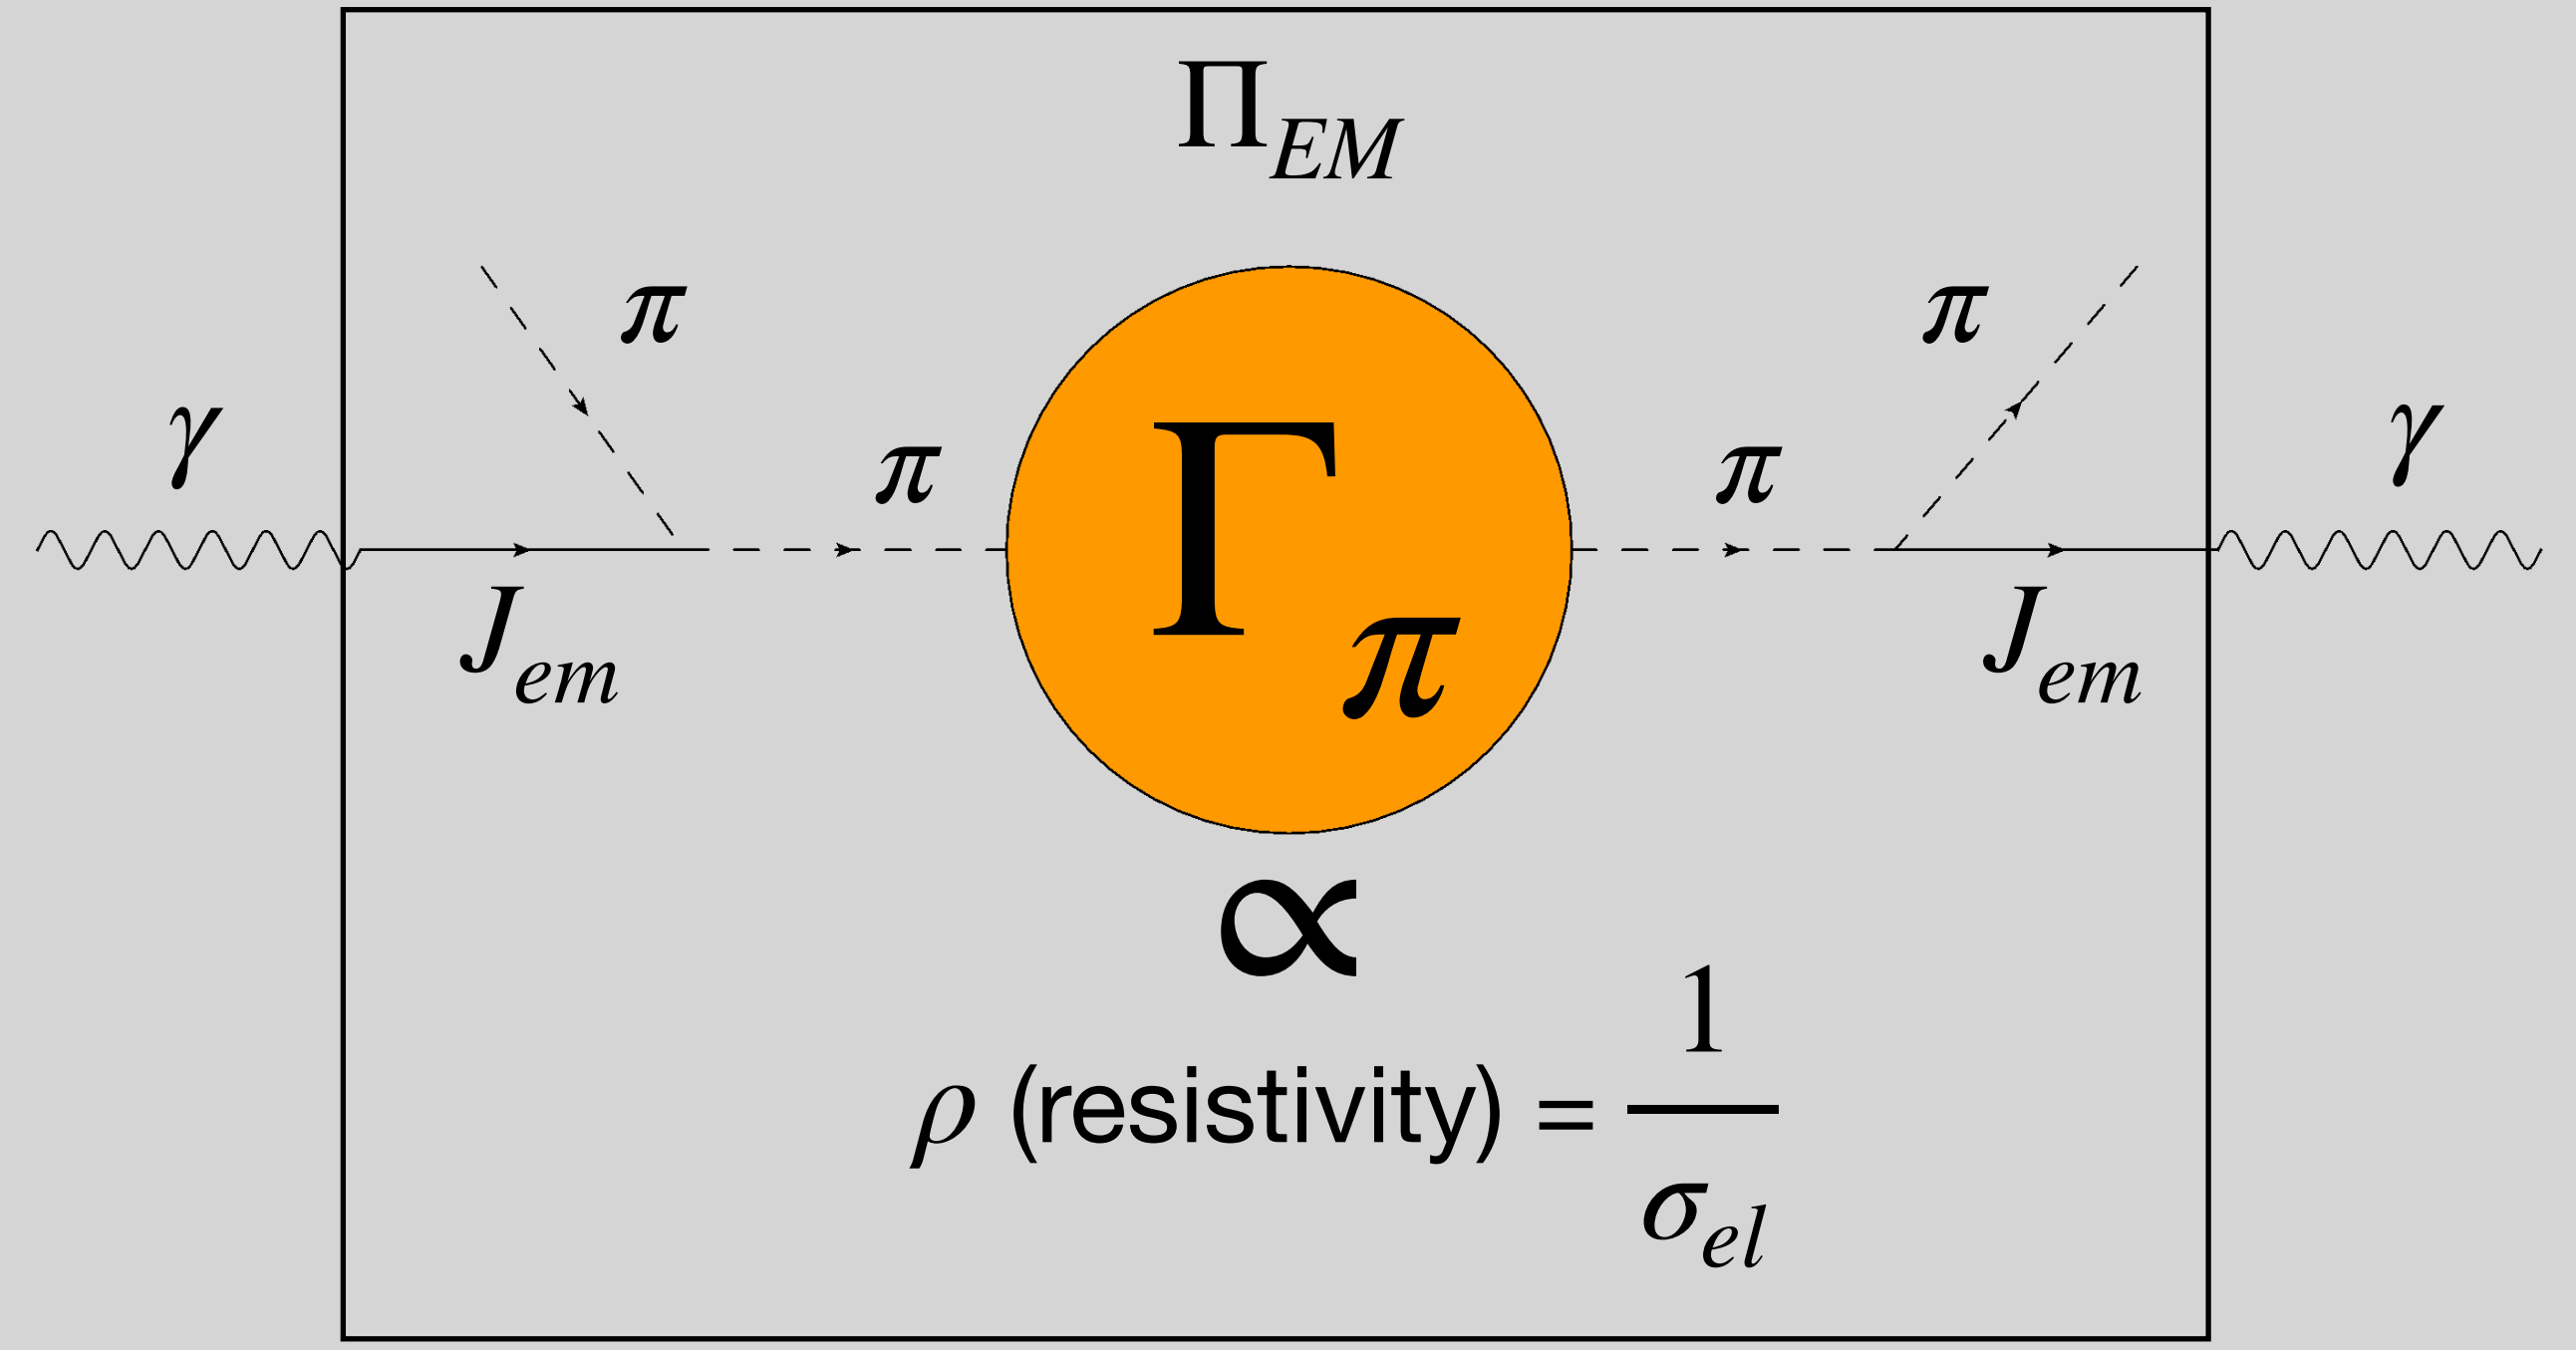 Π_EM
π
π
γ
γ
π
π
Γ_π
J_em
J_em
∝
ρ (resistivity) = 1/σ_el